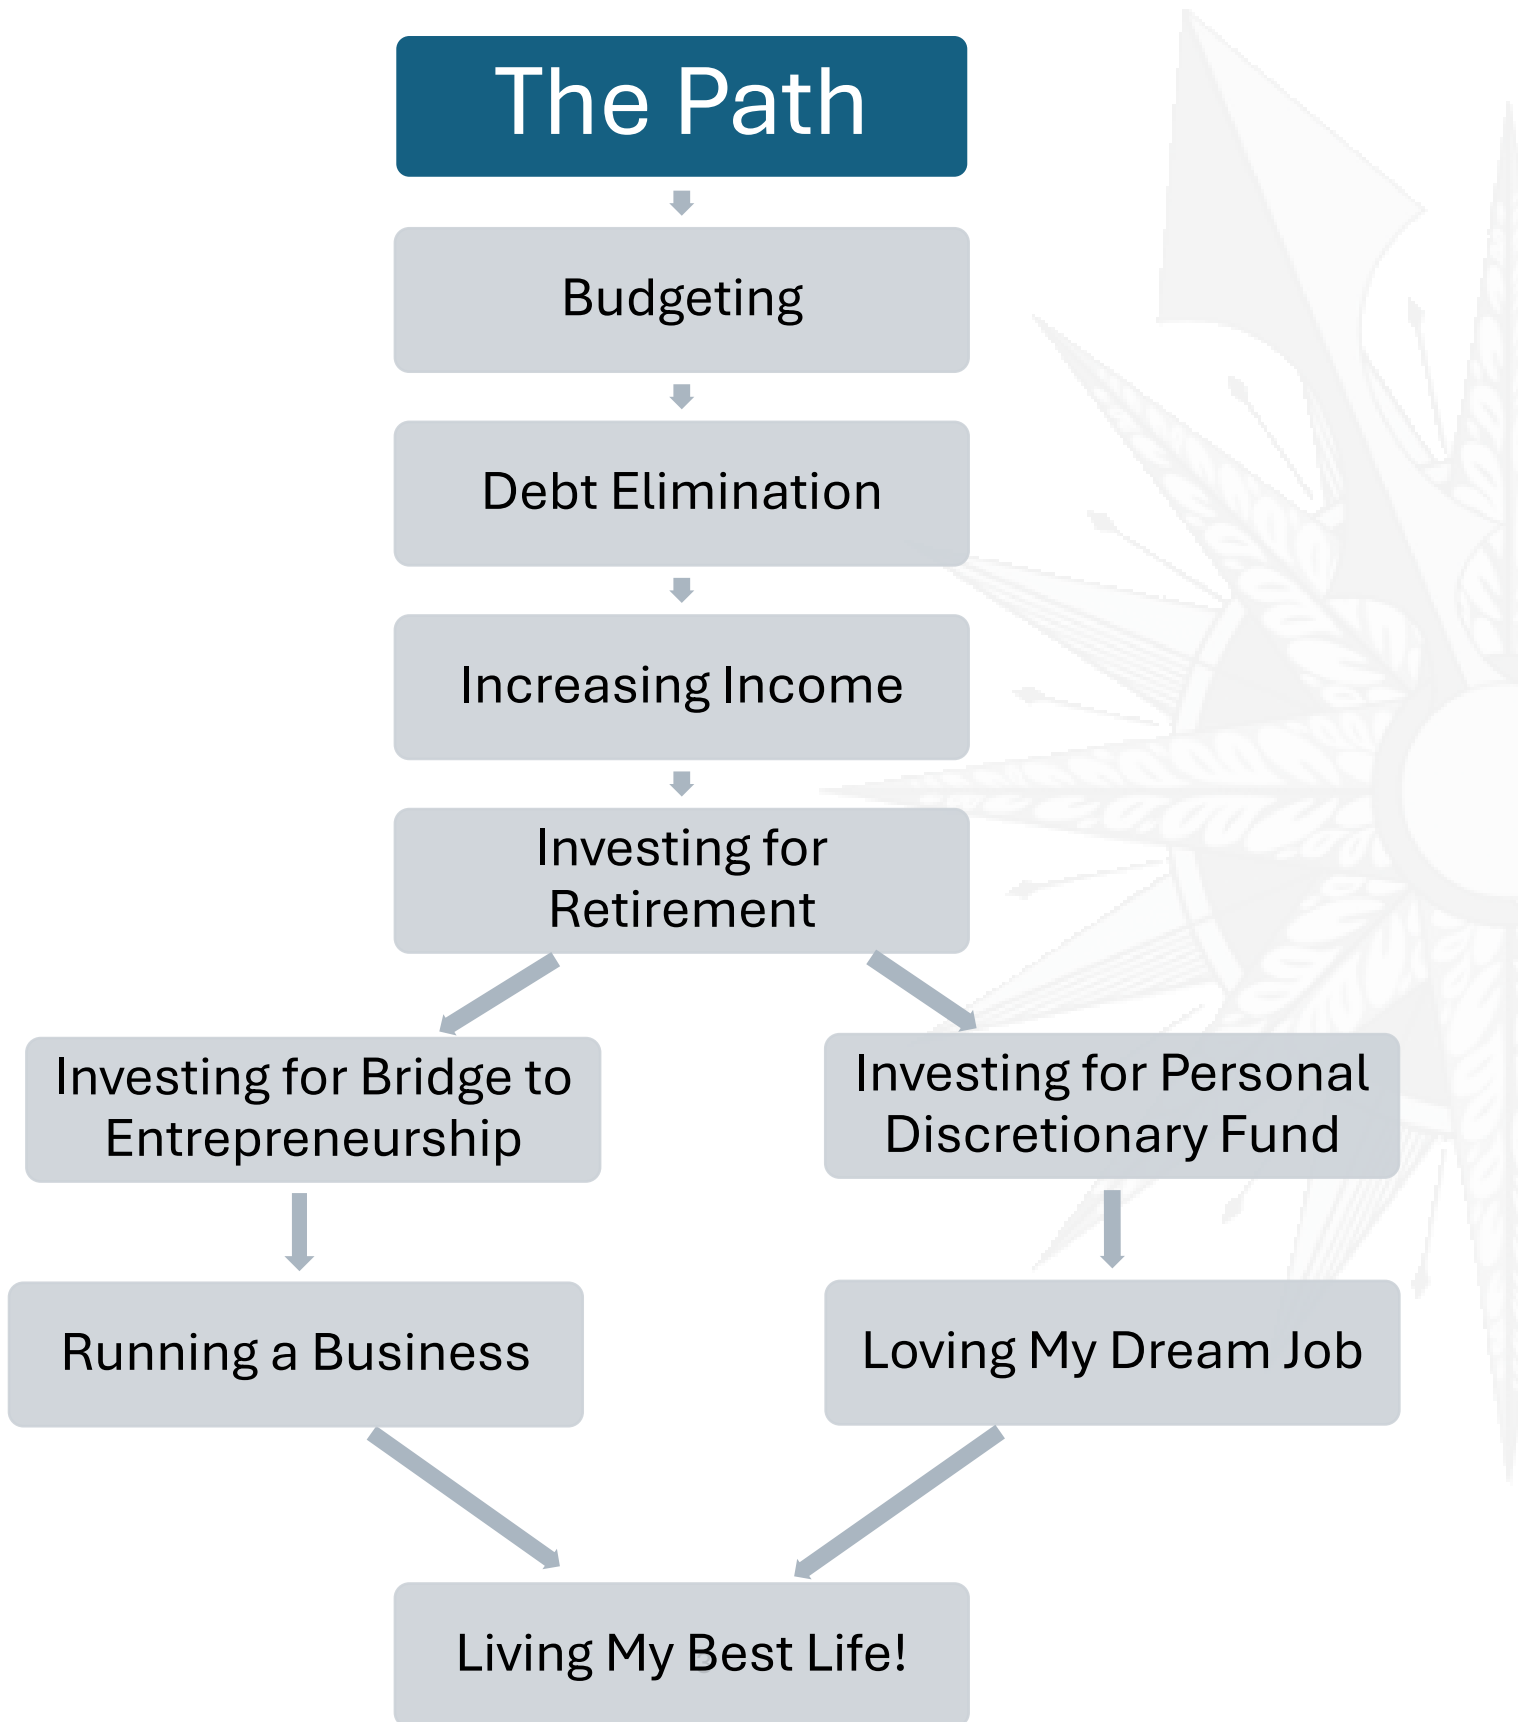 The Path
Budgeting
Debt Elimination
Increasing Income
Investing for
Retirement
Investing for Bridge to
Entrepreneurship
Investing for Personal
Discretionary Fund
Running a Business
Loving My Dream Job
Living My Best Life!